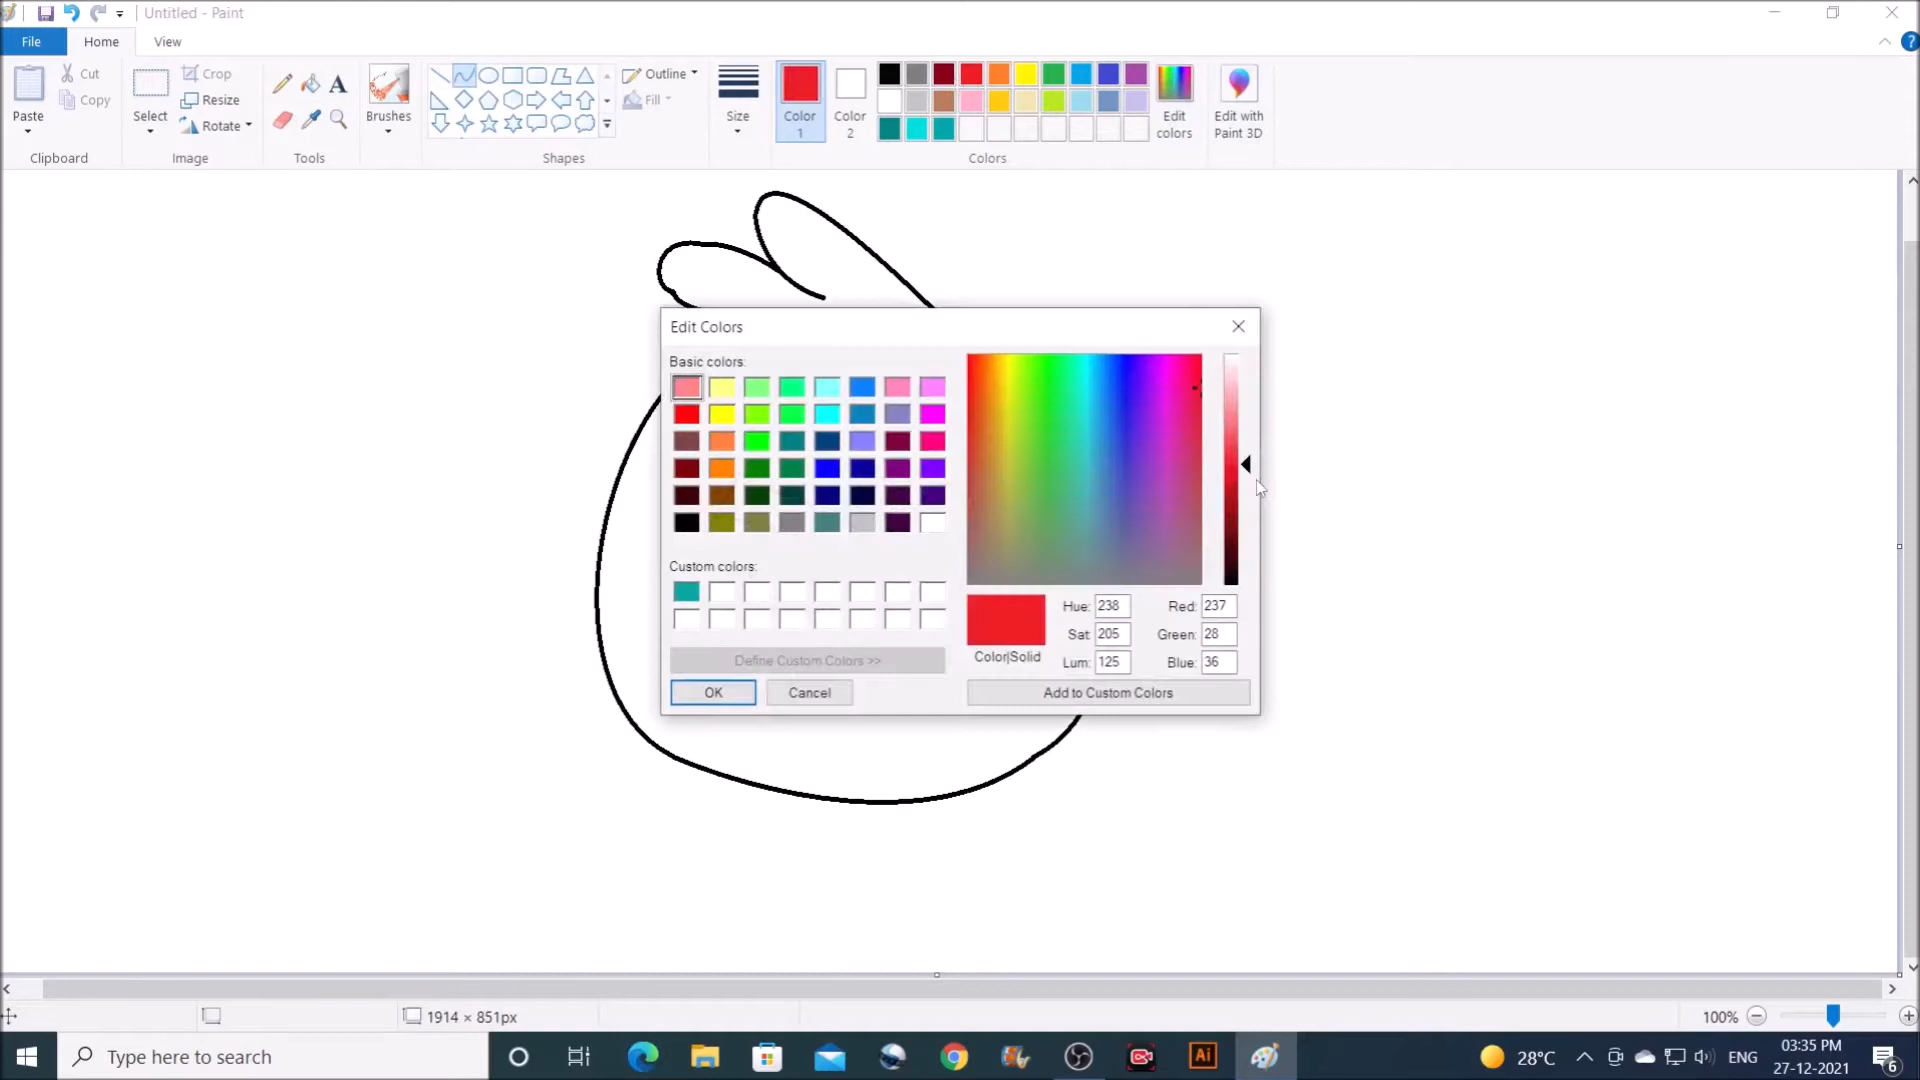 Untitled - Paint
File
Home
View
?
Paste
Cut
Copy
Clipboard
Select
Crop
Resize
Rotate
Image
A
Tools
Brushes
Outline
Fill
Shapes
Size
Color
1
Color
2
Edit
colors
Colors
Edit with
Paint 3D
Edit Colors
Basic colors:
Custom colors:
Define Custom Colors >>
OK
Cancel
Color|Solid
Hue: 238
Sat: 205
Lum: 125
Red: 237
Green: 28
Blue: 36
Add to Custom Colors
1914 × 851px
100%
Type here to search
Ai
28°C
ENG
03:35 PM
27-12-2021
6